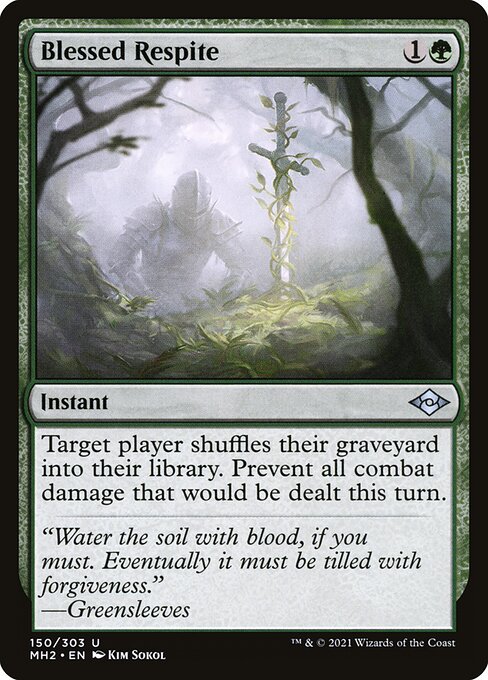 Blessed Respite 1
Instant
Target player shuffles their graveyard
into their library. Prevent all combat
damage that would be dealt this turn.
“Water the soil with blood, if you
must. Eventually it must be tilled with
forgiveness.”
—Greensleeves
150/303 U
MH2 • EN Kim Sokol
™ & © 2021 Wizards of the Coast